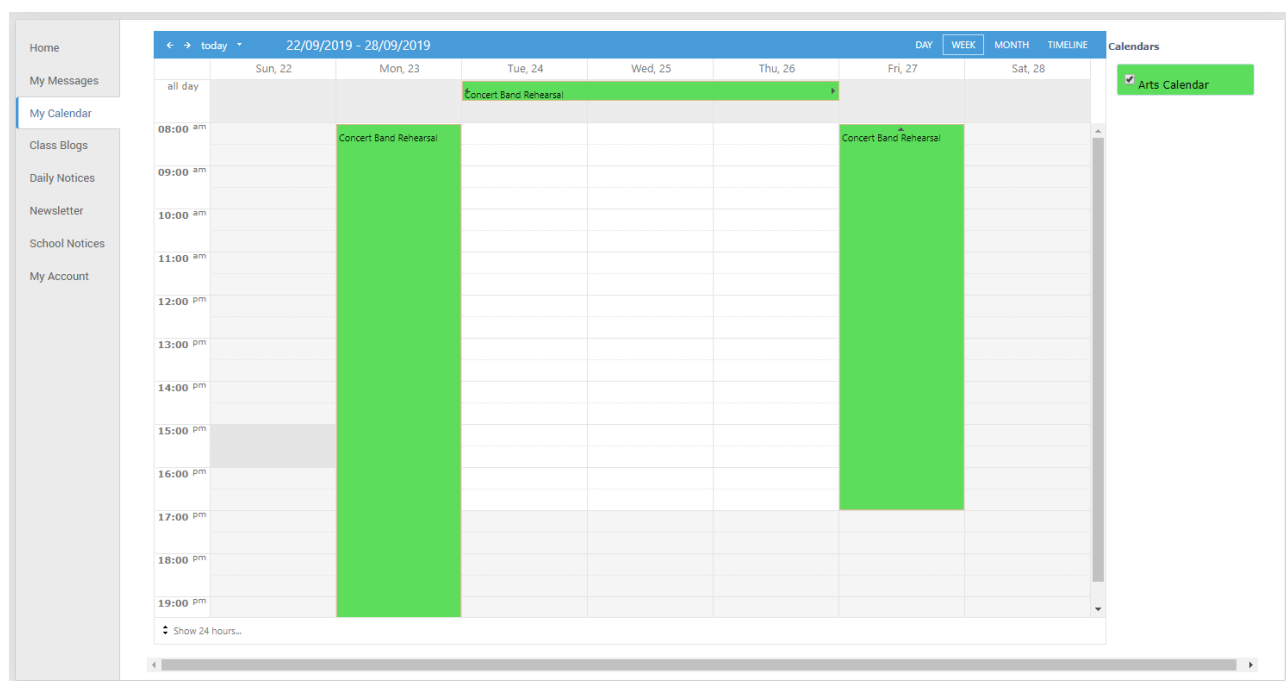 Home
My Messages
My Calendar
Class Blogs
Daily Notices
Newsletter
School Notices
My Account
today 22/09/2019 - 28/09/2019 DAY WEEK MONTH TIMELINE
Sun, 22 Mon, 23 Tue, 24 Wed, 25 Thu, 26 Fri, 27 Sat, 28
all day
Concert Band Rehearsal
08:00 am
Concert Band Rehearsal Concert Band Rehearsal
09:00 am
10:00 am
11:00 am
12:00 pm
13:00 pm
14:00 pm
15:00 pm
16:00 pm
17:00 pm
18:00 pm
19:00 pm
Show 24 hours...
Calendars
Arts Calendar